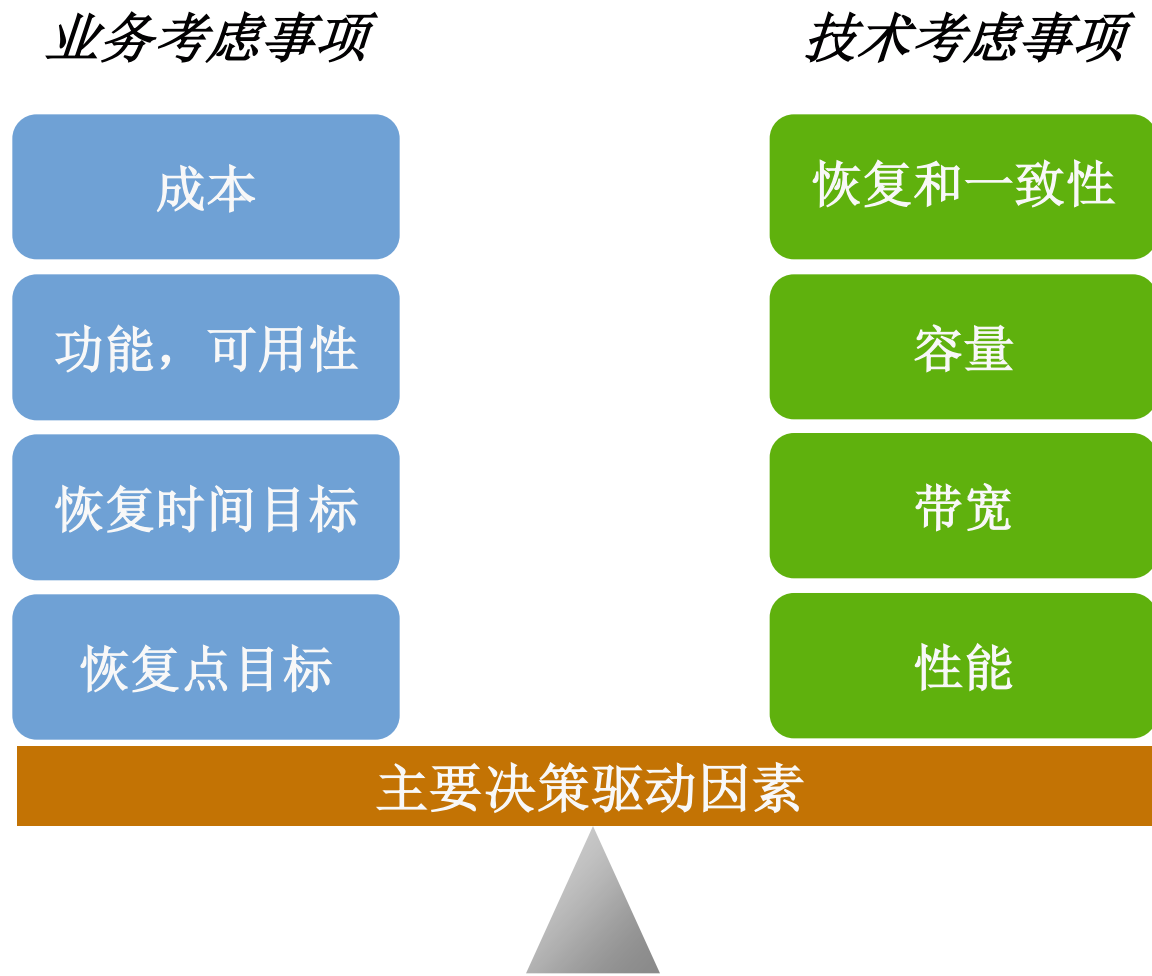 业务考虑事项
技术考虑事项
成本
恢复和一致性
功能，可用性
容量
恢复时间目标
带宽
恢复点目标
性能
主要决策驱动因素